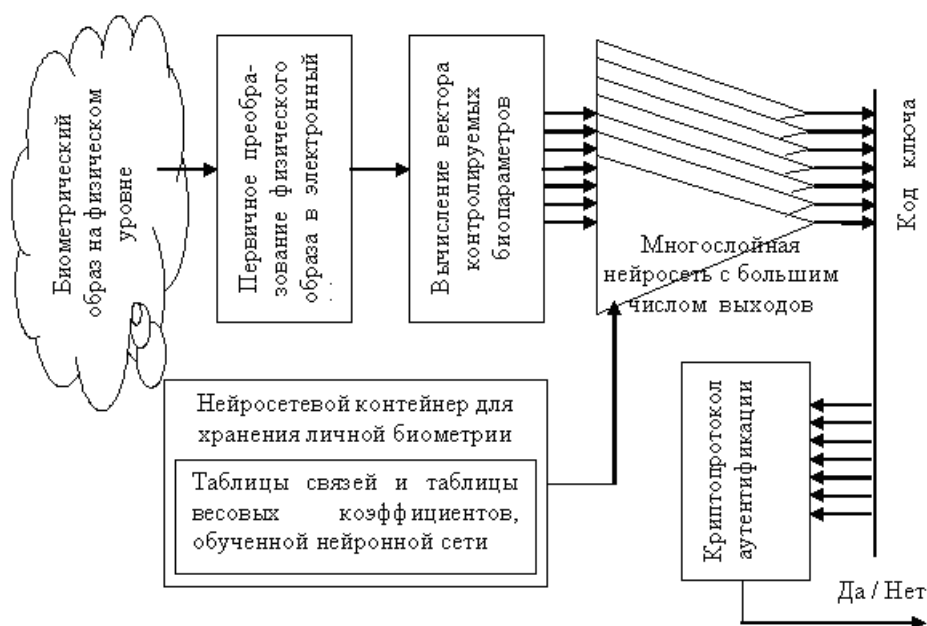 Биометрический
образ на физическом
уровне
Первичное преобра-
зование физического
образа в электронный
. .
Вычисление вектора
контролируемых
биопараметров
Многослойная
нейросеть с большим
числом выходов
Код ключа
Нейросетевой контейнер для
хранения личной биометрии
Таблицы связей и таблицы
весовых коэффициентов,
обученной нейронной сети
Криптопротокол
аутентификации
Да / Нет